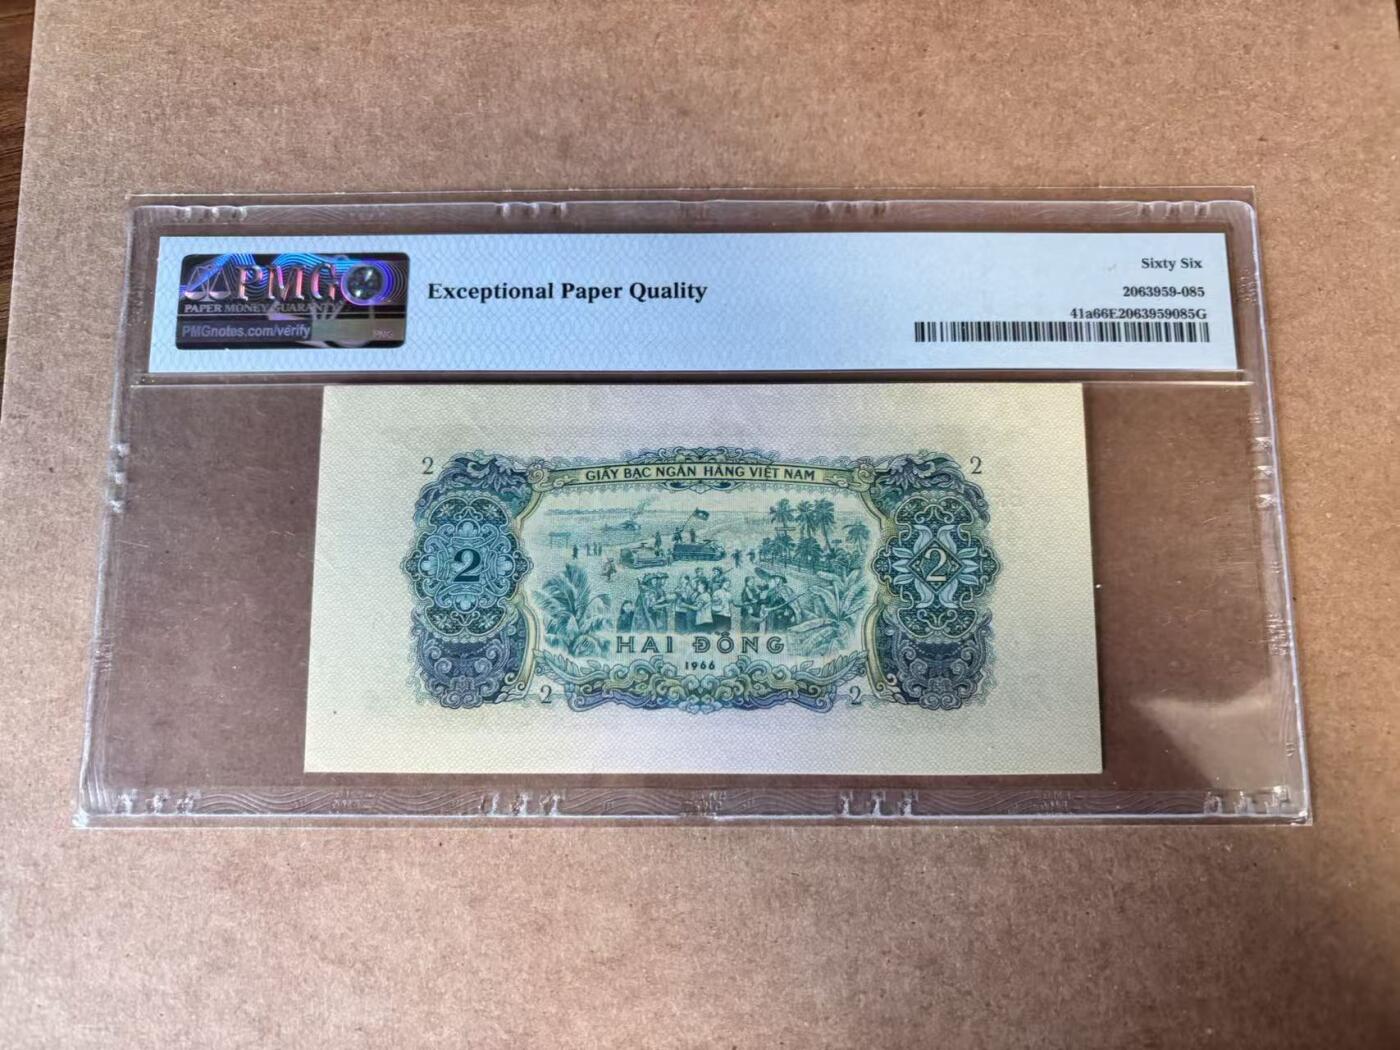 PMG
PAPER MONEY GUARANTY
PMGnotes.com/verify
Exceptional Paper Quality
Sixty Six
2063959-085
41a66E2063959085G
2
2
GIẤY BẠC NGÂN HÀNG VIỆT NAM
2
2
HAI ĐỒNG
1966
2
2